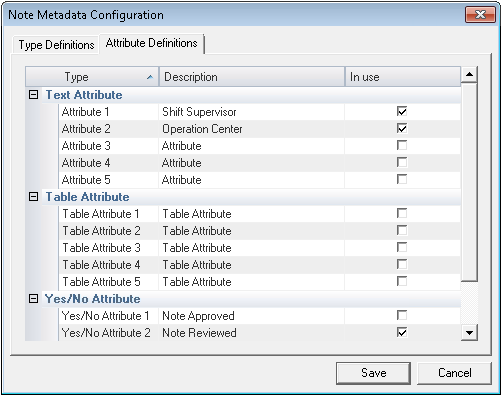 Note Metadata Configuration
Type Definitions Attribute Definitions
Type Description In use
Text Attribute
Attribute 1 Shift Supervisor
Attribute 2 Operation Center
Attribute 3 Attribute
Attribute 4 Attribute
Attribute 5 Attribute
Table Attribute
Table Attribute 1 Table Attribute
Table Attribute 2 Table Attribute
Table Attribute 3 Table Attribute
Table Attribute 4 Table Attribute
Table Attribute 5 Table Attribute
Yes/No Attribute
Yes/No Attribute 1 Note Approved
Yes/No Attribute 2 Note Reviewed
Save Cancel